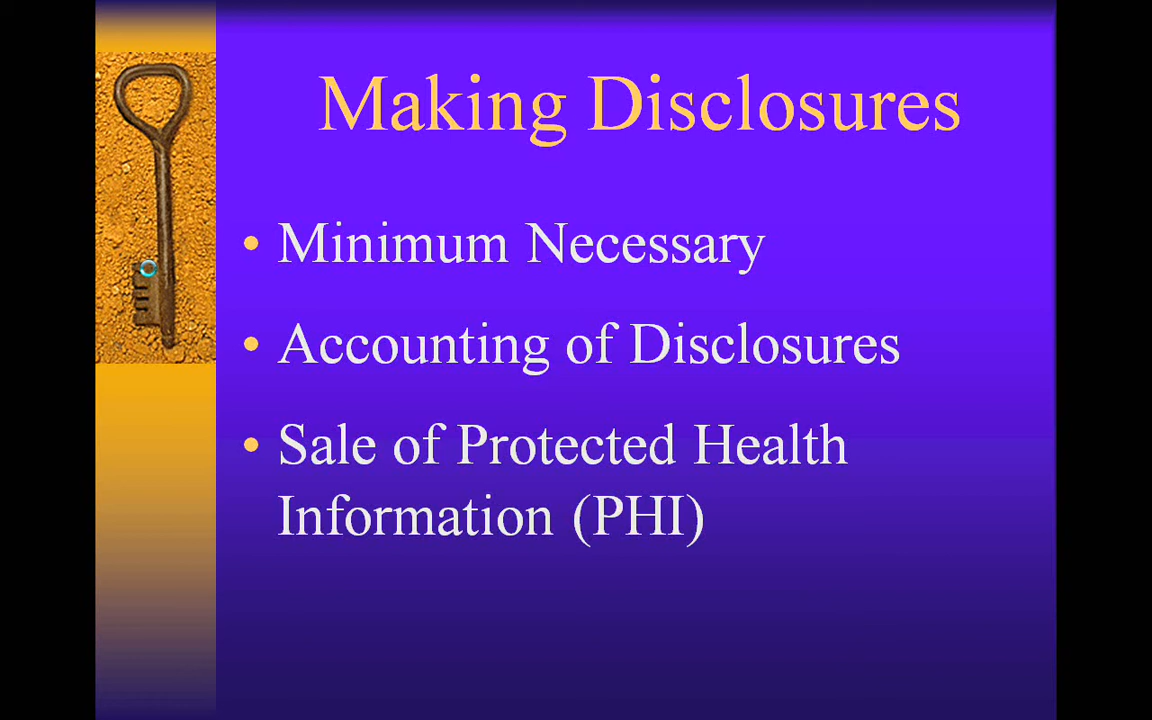 Making Disclosures
• Minimum Necessary
• Accounting of Disclosures
• Sale of Protected Health
Information (PHI)